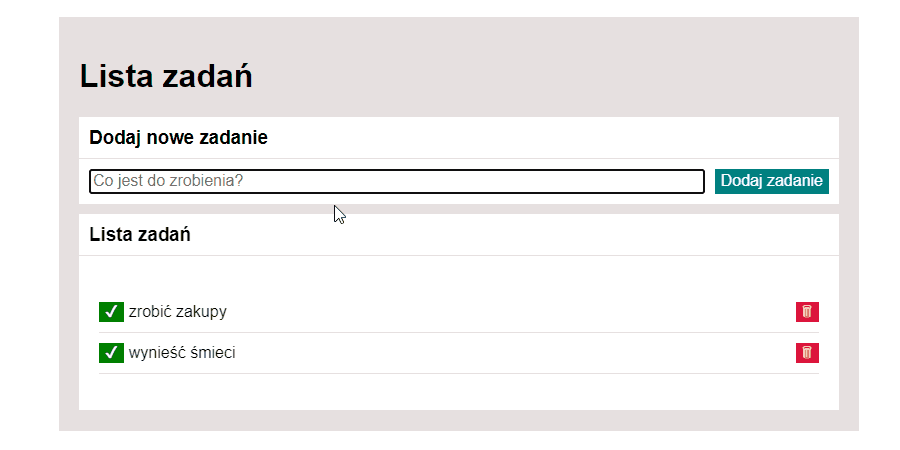 Lista zadań
Dodaj nowe zadanie
Co jest do zrobienia?
Dodaj zadanie
Lista zadań
✓ zrobić zakupy
✓ wynieść śmieci